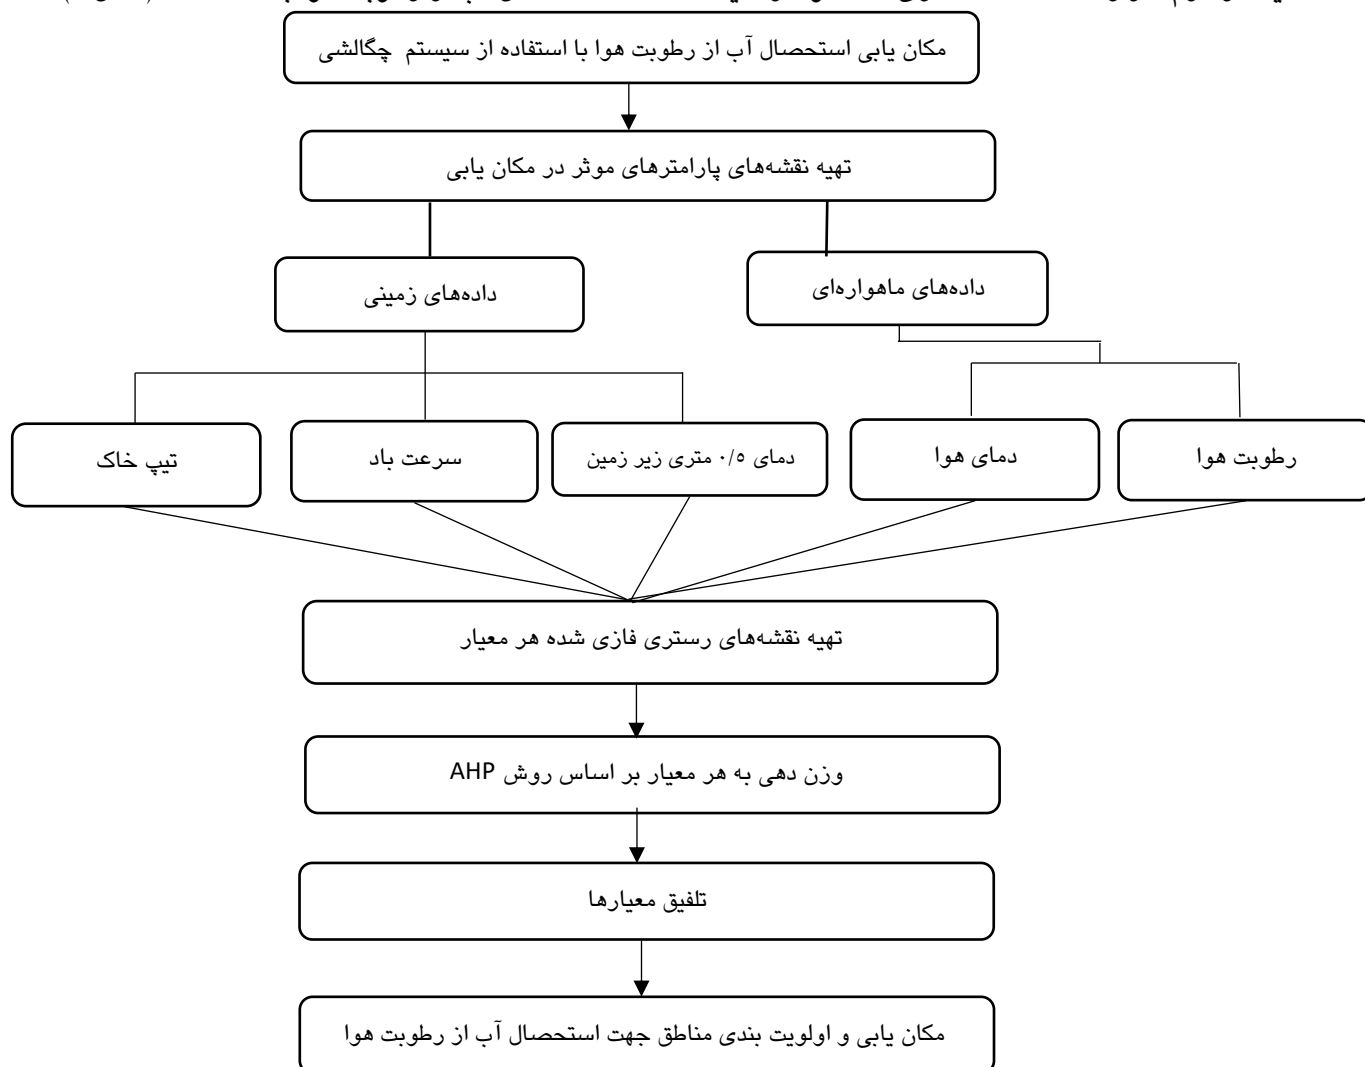 مکان یابی استحصال آب از رطوبت هوا با استفاده از سیستم چگالشی
تهیه نقشه‌های پارامترهای موثر در مکان یابی
داده‌های ماهواره‌ای
داده‌های زمینی
رطوبت هوا
دمای هوا
دمای ۰/۵ متری زیر زمین
سرعت باد
تیپ خاک
تهیه نقشه‌های رستری فازی شده هر معیار
وزن دهی به هر معیار بر اساس روش AHP
تلفیق معیارها
مکان یابی و اولویت بندی مناطق جهت استحصال آب از رطوبت هوا